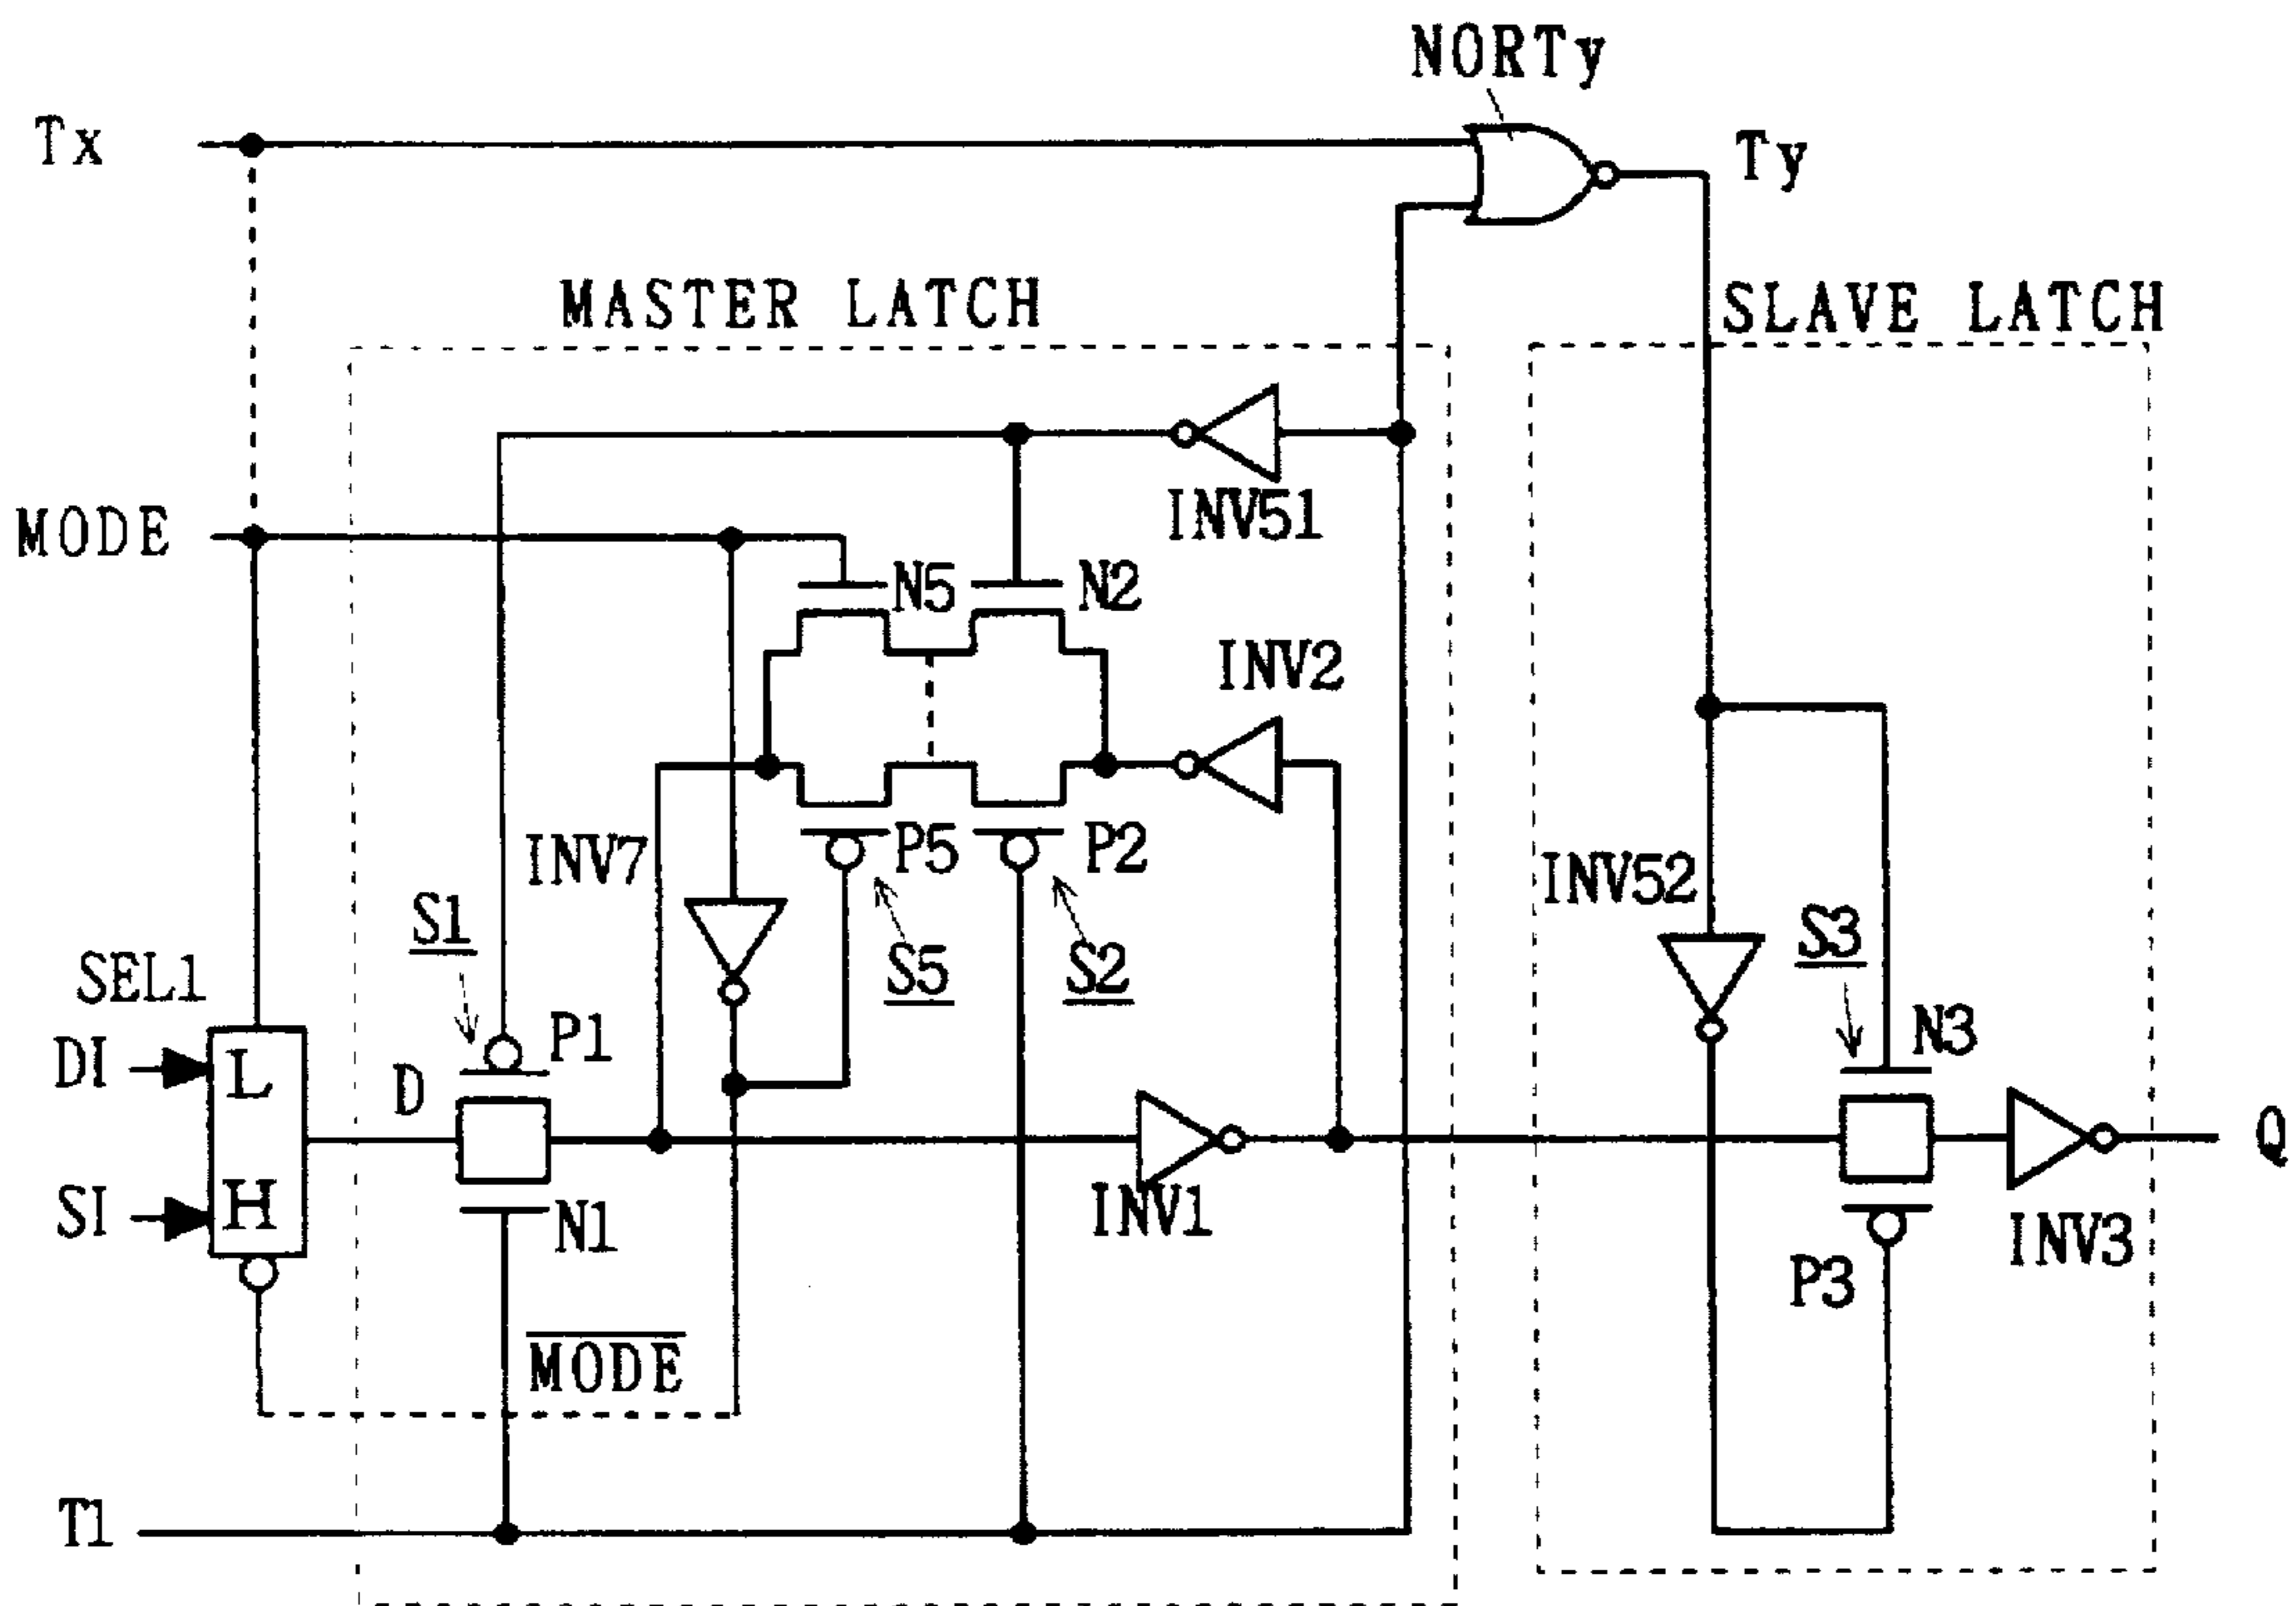 NORTy
Tx
Ty
MASTER LATCH
SLAVE LATCH
MODE
INV51
N5
N2
INV2
INV7
P5
P2
INV52
S1
S5
S2
S3
SEL1
DI
L
D
P1
N3
Q
SI
H
N1
INV1
INV3
P3
MODE
T1